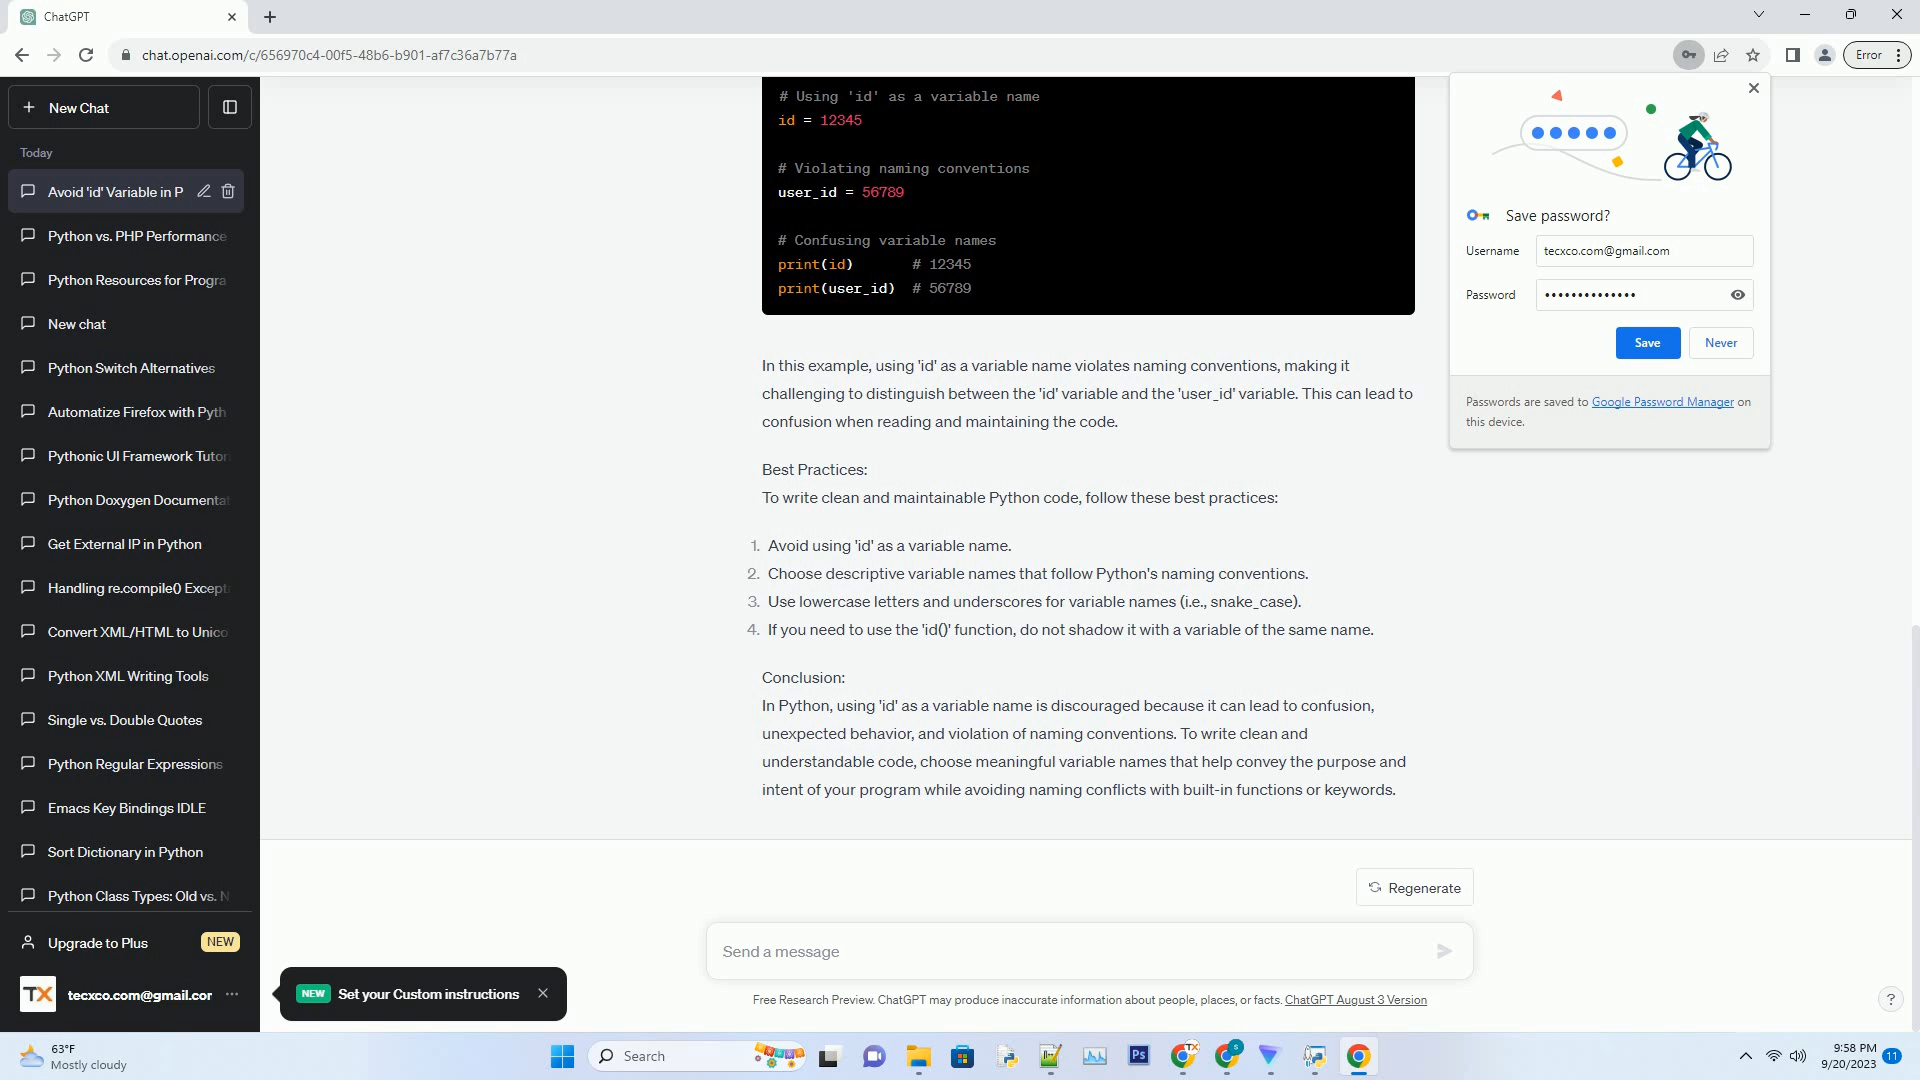 ChatGPT
chat.openai.com/c/656970c4-00f5-48b6-b901-af7c36a7b77a
Error
New Chat
Today
Avoid 'id' Variable in P
Python vs. PHP Performance
Python Resources for Progra
New chat
Python Switch Alternatives
Automatize Firefox with Pyth
Pythonic UI Framework Tutor
Python Doxygen Documenta
Get External IP in Python
Handling re.compile() Except
Convert XML/HTML to Unico
Python XML Writing Tools
Single vs. Double Quotes
Python Regular Expressions
Emacs Key Bindings IDLE
Sort Dictionary in Python
Python Class Types: Old vs. N
Upgrade to Plus NEW
TX tecxco.com@gmail.cor
NEW Set your Custom instructions
# Using 'id' as a variable name
id = 12345
# Violating naming conventions
user_id = 56789
# Confusing variable names
print(id) # 12345
print(user_id) # 56789
In this example, using 'id' as a variable name violates naming conventions, making it
challenging to distinguish between the 'id' variable and the 'user_id' variable. This can lead to
confusion when reading and maintaining the code.
Best Practices:
To write clean and maintainable Python code, follow these best practices:
1. Avoid using 'id' as a variable name.
2. Choose descriptive variable names that follow Python's naming conventions.
3. Use lowercase letters and underscores for variable names (i.e., snake_case).
4. If you need to use the 'id()' function, do not shadow it with a variable of the same name.
Conclusion:
In Python, using 'id' as a variable name is discouraged because it can lead to confusion,
unexpected behavior, and violation of naming conventions. To write clean and
understandable code, choose meaningful variable names that help convey the purpose and
intent of your program while avoiding naming conflicts with built-in functions or keywords.
Regenerate
Send a message
Free Research Preview. ChatGPT may produce inaccurate information about people, places, or facts. ChatGPT August 3 Version
?
Save password?
Username tecxco.com@gmail.com
Password ••••••••••••••
Save Never
Passwords are saved to Google Password Manager on
this device.
63°F
Mostly cloudy
Search
Ps
TX
S
9:58 PM
9/20/2023
11